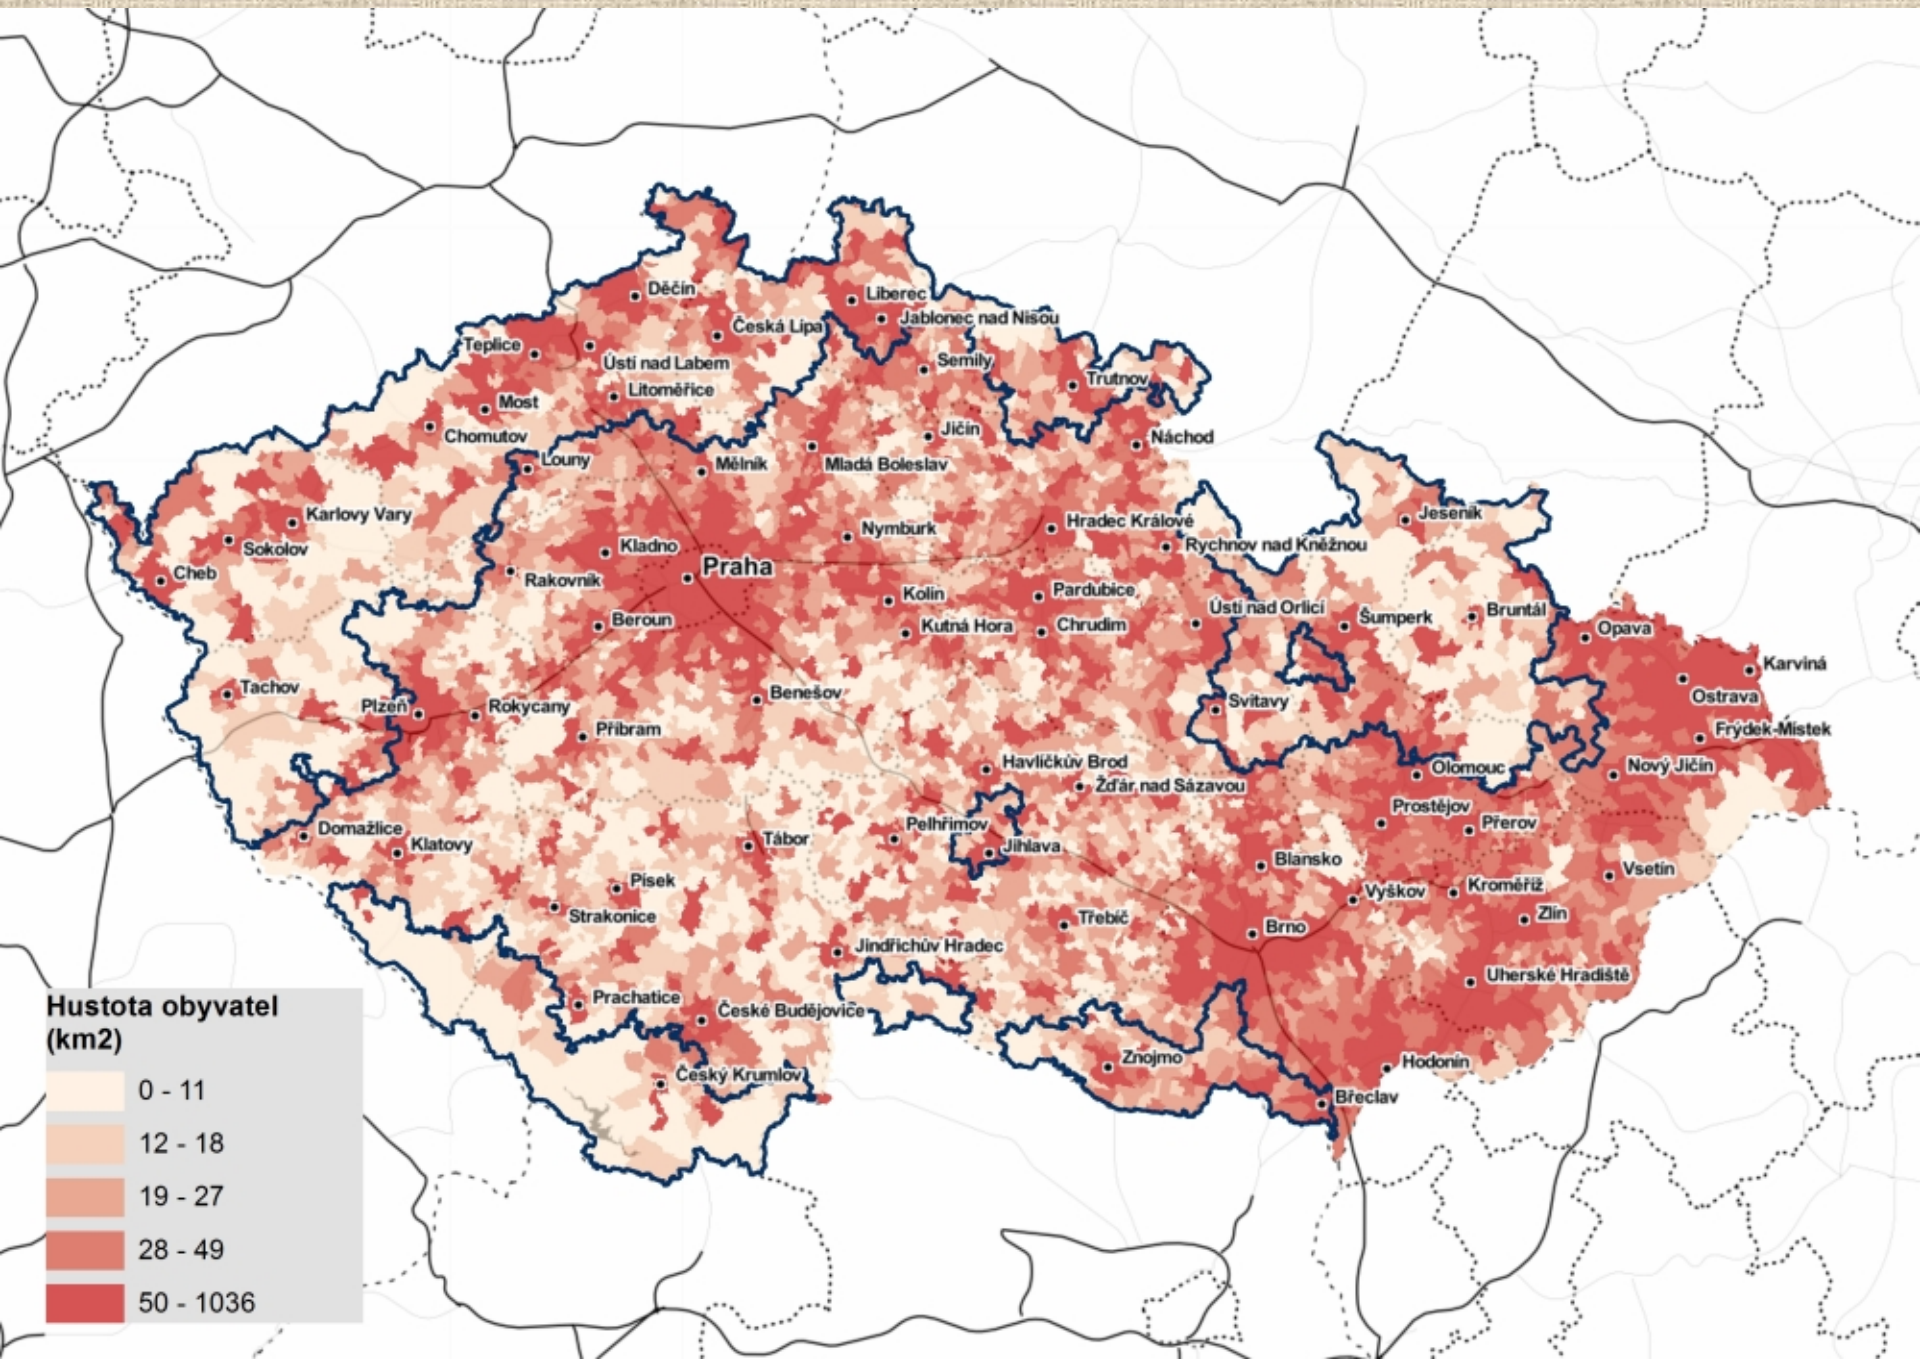 Děčín
Liberec
Jablonec nad Nisou
Česká Lípa
Teplice
Ústí nad Labem
Semily
Trutnov
Litoměřice
Most
Chomutov
Jičín
Náchod
Louny
Mělník
Mladá Boleslav
Karlovy Vary
Jeseník
Hradec Králové
Nymburk
Sokolov
Kladno
Rychnov nad Kněžnou
Praha
Cheb
Rakovník
Kolín
Pardubice
Ústí nad Orlicí
Bruntál
Beroun
Kutná Hora
Chrudim
Šumperk
Opava
Karviná
Tachov
Benešov
Ostrava
Plzeň
Rokycany
Svitavy
Příbram
Frýdek-Místek
Havlíčkův Brod
Olomouc
Nový Jičín
Žďár nad Sázavou
Prostějov
Přerov
Domažlice
Klatovy
Tábor
Pelhřimov
Jihlava
Blansko
Vsetín
Písek
Vyškov
Kroměříž
Strakonice
Třebíč
Zlín
Brno
Jindřichův Hradec
Uherské Hradiště
Prachatice
České Budějovice
Znojmo
Hodonín
Český Krumlov
Břeclav
Hustota obyvatel
(km2)
0 - 11
12 - 18
19 - 27
28 - 49
50 - 1036